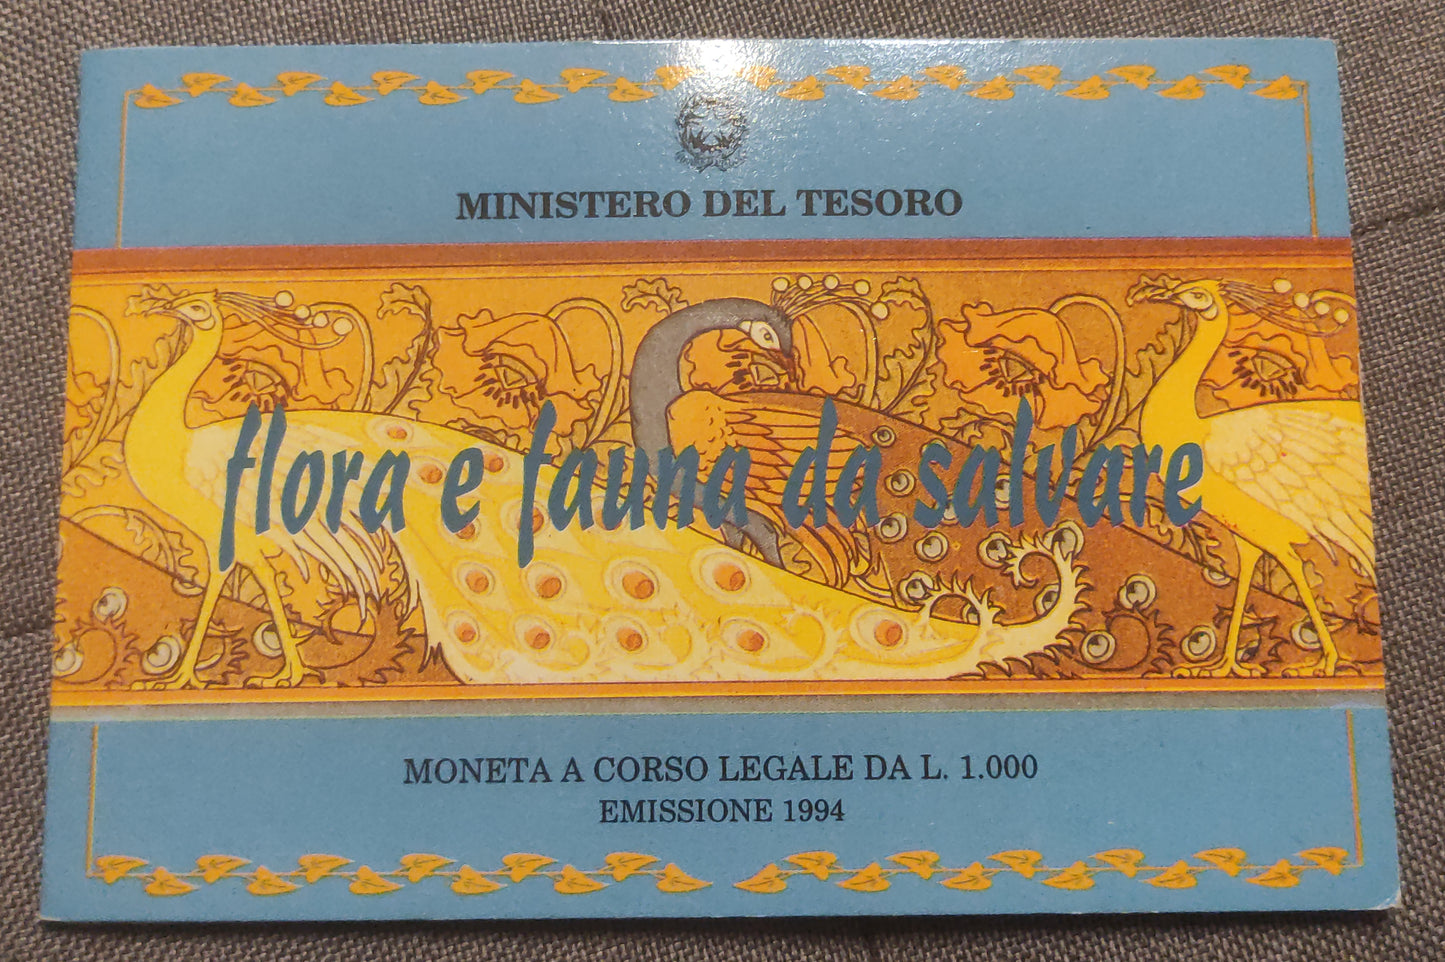 MINISTERO DEL TESORO
flora e fauna da salvare
MONETA A CORSO LEGALE DA L. 1.000
EMISSIONE 1994